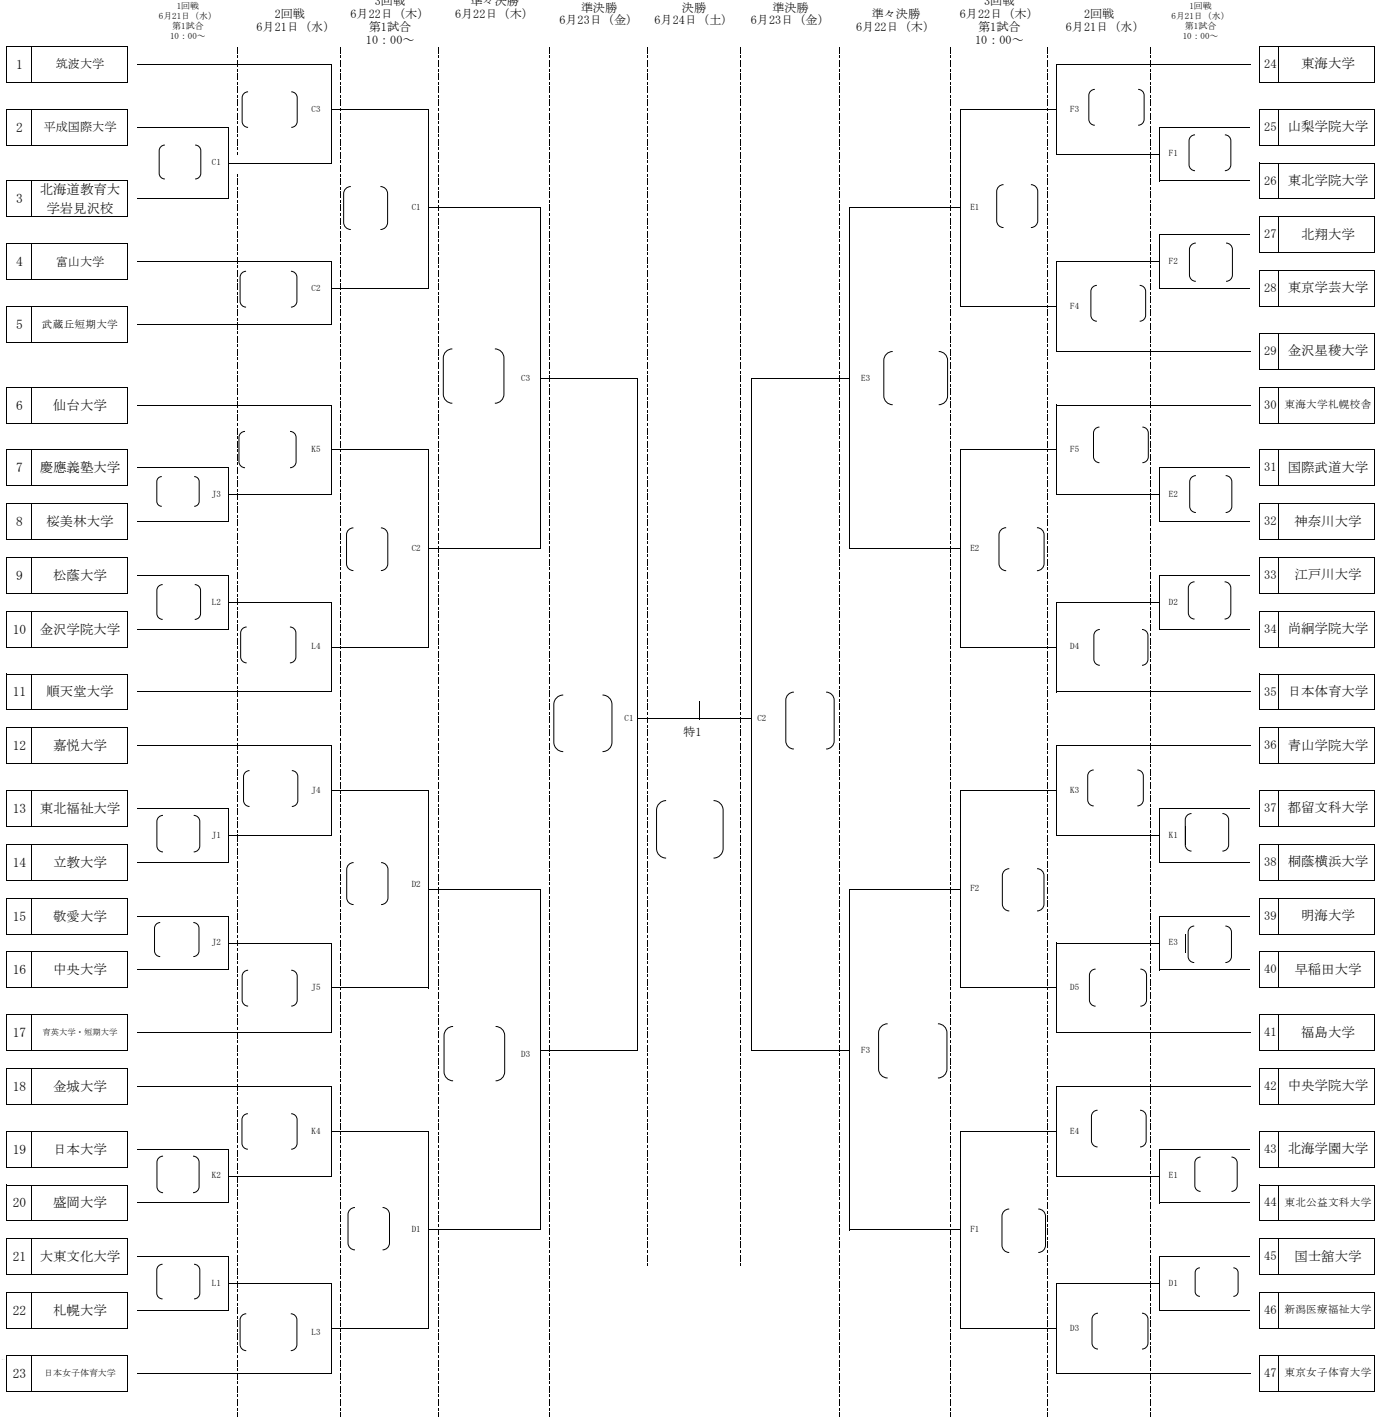 1回戦
6月21日（水）
第1試合
10：00〜
2回戦
6月21日（水）
3回戦
6月22日（木）
第1試合
10：00〜
準々決勝
6月22日（木）
準決勝
6月23日（金）
決勝
6月24日（土）
準決勝
6月23日（金）
準々決勝
6月22日（木）
3回戦
6月22日（木）
第1試合
10：00〜
2回戦
6月21日（水）
1回戦
6月21日（水）
第1試合
10：00〜
1 筑波大学
2 平成国際大学
3 北海道教育大
学岩見沢校
4 富山大学
5 武蔵丘短期大学
6 仙台大学
7 慶應義塾大学
8 桜美林大学
9 松蔭大学
10 金沢学院大学
11 順天堂大学
12 嘉悦大学
13 東北福祉大学
14 立教大学
15 敬愛大学
16 中央大学
17 育英大学・短期大学
18 金城大学
19 日本大学
20 盛岡大学
21 大東文化大学
22 札幌大学
23 日本女子体育大学
C1
J3
L2
J1
J2
K2
L1
C3
C2
K5
L4
J4
J5
K4
L3
C1
C2
D2
D1
C3
D3
C1
特1
C2
E3
F3
E1
E2
F2
F1
F3
F4
F5
D4
K3
D5
E4
D3
F1
F2
E2
D2
K1
E3
E1
D1
24 東海大学
25 山梨学院大学
26 東北学院大学
27 北翔大学
28 東京学芸大学
29 金沢星稜大学
30 東海大学札幌校舎
31 国際武道大学
32 神奈川大学
33 江戸川大学
34 尚絅学院大学
35 日本体育大学
36 青山学院大学
37 都留文科大学
38 桐蔭横浜大学
39 明海大学
40 早稲田大学
41 福島大学
42 中央学院大学
43 北海学園大学
44 東北公益文科大学
45 国士舘大学
46 新潟医療福祉大学
47 東京女子体育大学